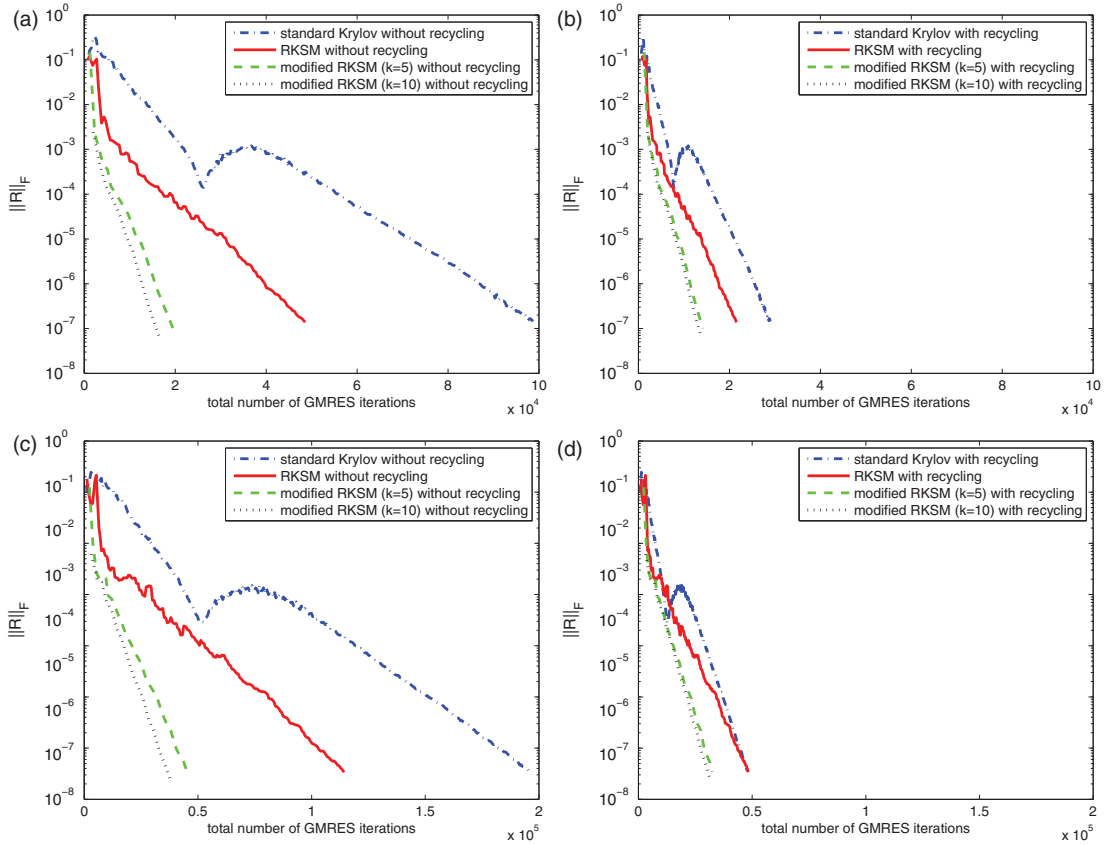 (a)
10^0
10^-1
10^-2
10^-3
10^-4
10^-5
10^-6
10^-7
10^-8
||R||_F
standard Krylov without recycling
RKSM without recycling
modified RKSM (k=5) without recycling
modified RKSM (k=10) without recycling
0 2 4 6 8 10
total number of GMRES iterations
x 10^4
(b)
10^0
10^-1
10^-2
10^-3
10^-4
10^-5
10^-6
10^-7
10^-8
||R||_F
standard Krylov with recycling
RKSM with recycling
modified RKSM (k=5) with recycling
modified RKSM (k=10) with recycling
0 2 4 6 8 10
total number of GMRES iterations
x 10^4
(c)
10^0
10^-1
10^-2
10^-3
10^-4
10^-5
10^-6
10^-7
10^-8
||R||_F
standard Krylov without recycling
RKSM without recycling
modified RKSM (k=5) without recycling
modified RKSM (k=10) without recycling
0 0.5 1 1.5 2
total number of GMRES iterations
x 10^5
(d)
10^0
10^-1
10^-2
10^-3
10^-4
10^-5
10^-6
10^-7
10^-8
||R||_F
standard Krylov with recycling
RKSM with recycling
modified RKSM (k=5) with recycling
modified RKSM (k=10) with recycling
0 0.5 1 1.5 2
total number of GMRES iterations
x 10^5